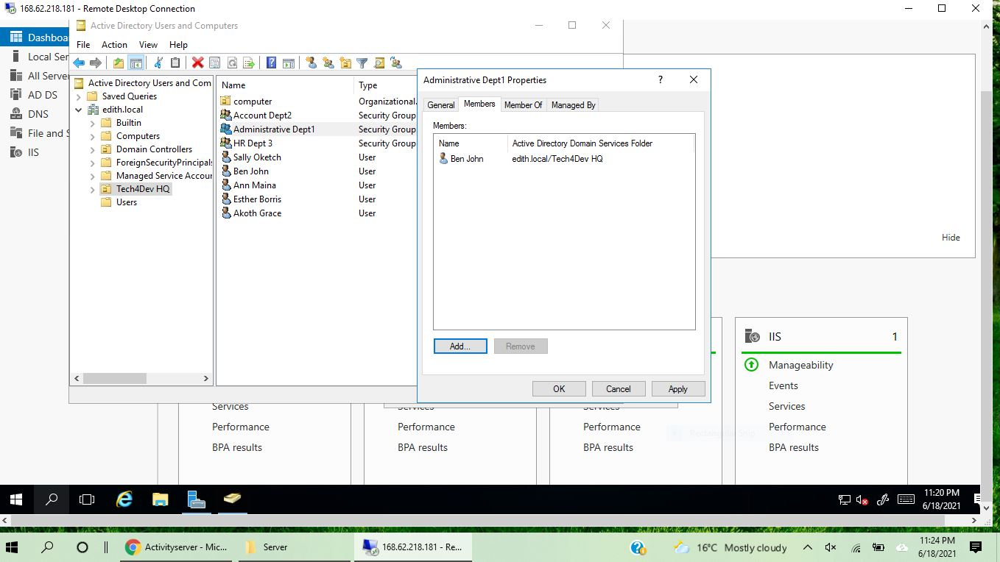 168.62.218.181 - Remote Desktop Connection
Active Directory Users and Computers
File Action View Help
Dashboa
Local Ser
All Server
AD DS
DNS
File and S
IIS
Active Directory Users and Com
Saved Queries
edith.local
Builtin
Computers
Domain Controllers
ForeignSecurityPrincipals
Managed Service Accour
Tech4Dev HQ
Users
Name Type
computer Organizational.
Account Dept2 Security Group
Administrative Dept1 Security Group
HR Dept 3 Security Group
Sally Oketch User
Ben John User
Ann Maina User
Esther Borris User
Akoth Grace User
Administrative Dept1 Properties
?
General Members Member Of Managed By
Members:
Name Active Directory Domain Services Folder
Ben John edith.local/Tech4Dev HQ
Add... Remove
OK Cancel Apply
Hide
Services
Performance
BPA results
Services
Performance
BPA results
Services
Performance
BPA results
IIS 1
Manageability
Events
Services
Performance
BPA results
Rectangular Snip
11:20 PM
6/18/2021
Activityserver - Mic...
Server
168.62.218.181 - Re...
16°C Mostly cloudy
11:24 PM
6/18/2021